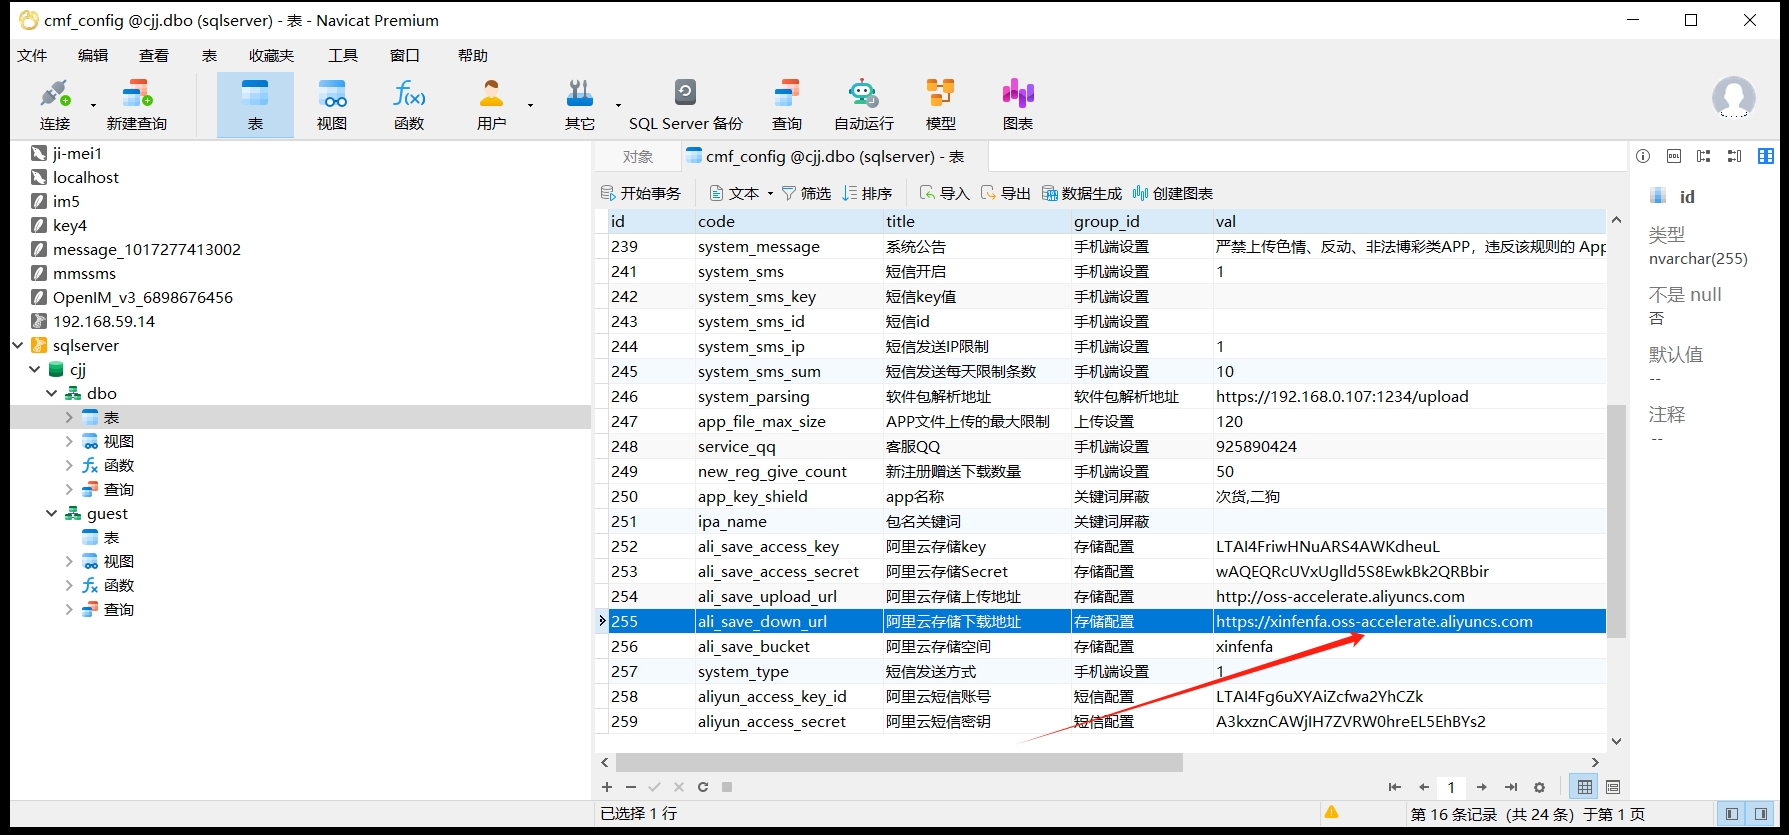 cmf_config @cjj.dbo (sqlserver) - 表 - Navicat Premium
文件 编辑 查看 表 收藏夹 工具 窗口 帮助
连接 新建查询 表 视图 函数 用户 其它 SQL Server 备份 查询 自动运行 模型 图表
ji-mei1
localhost
im5
key4
message_1017277413002
mmssms
OpenIM_v3_6898676456
192.168.59.14
sqlserver
cjj
dbo
表
视图
函数
查询
guest
表
视图
函数
查询
对象 cmf_config @cjj.dbo (sqlserver) - 表
开始事务 文本 筛选 排序 导入 导出 数据生成 创建图表
id code title group_id val
239 system_message 系统公告 手机端设置 严禁上传色情、反动、非法博彩类APP，违反该规则的 App
241 system_sms 短信开启 手机端设置 1
242 system_sms_key 短信key值 手机端设置
243 system_sms_id 短信id 手机端设置
244 system_sms_ip 短信发送IP限制 手机端设置 1
245 system_sms_sum 短信发送每天限制条数 手机端设置 10
246 system_parsing 软件包解析地址 软件包解析地址 https://192.168.0.107:1234/upload
247 app_file_max_size APP文件上传的最大限制 上传设置 120
248 service_qq 客服QQ 手机端设置 925890424
249 new_reg_give_count 新注册赠送下载数量 手机端设置 50
250 app_key_shield app名称 关键词屏蔽 次货,二狗
251 ipa_name 包名关键词 关键词屏蔽
252 ali_save_access_key 阿里云存储key 存储配置 LTAI4FriwHNuARS4AWKdheuL
253 ali_save_access_secret 阿里云存储Secret 存储配置 wAQEQRcUVxUglld5S8EwkBk2QRBbir
254 ali_save_upload_url 阿里云存储上传地址 存储配置 http://oss-accelerate.aliyuncs.com
255 ali_save_down_url 阿里云存储下载地址 存储配置 https://xinfenfa.oss-accelerate.aliyuncs.com
256 ali_save_bucket 阿里云存储空间 存储配置 xinfenfa
257 system_type 短信发送方式 手机端设置 1
258 aliyun_access_key_id 阿里云短信账号 短信配置 LTAI4Fg6uXYAiZcfwa2YhCZk
259 aliyun_access_secret 阿里云短信密钥 短信配置 A3kxznCAWjIH7ZVRW0hreEL5EhBYs2
1
已选择 1 行 第 16 条记录 (共 24 条) 于第 1 页
id
类型
nvarchar(255)
不是 null
否
默认值
--
注释
--